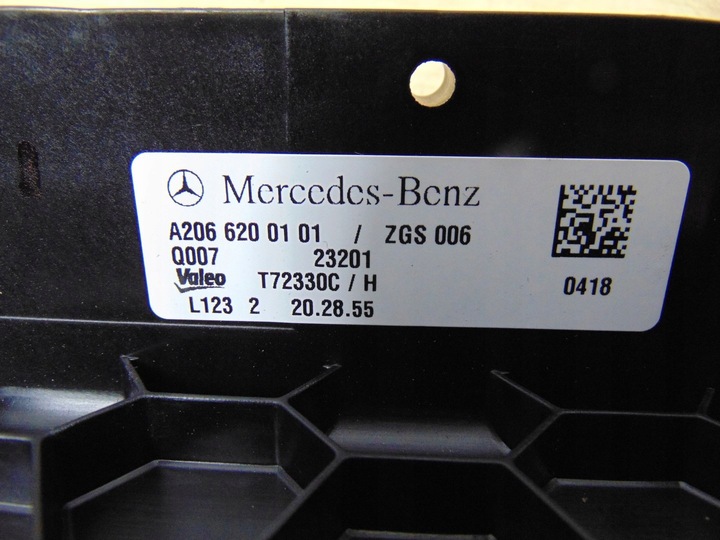 Mercedes-Benz
A206 620 01 01 / ZGS 006
Q007 23201
Valeo T72330C / H
0418
L123 2 20.28.55